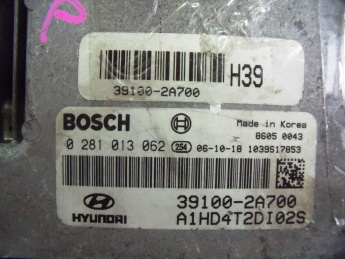 P
H39
39100-2A700
BOSCH
Made in Korea
8605 0043
0 281 013 062 254 06-10-18 1039S17853
HYUNDAI
39100-2A700
A1HD4T2DI02S